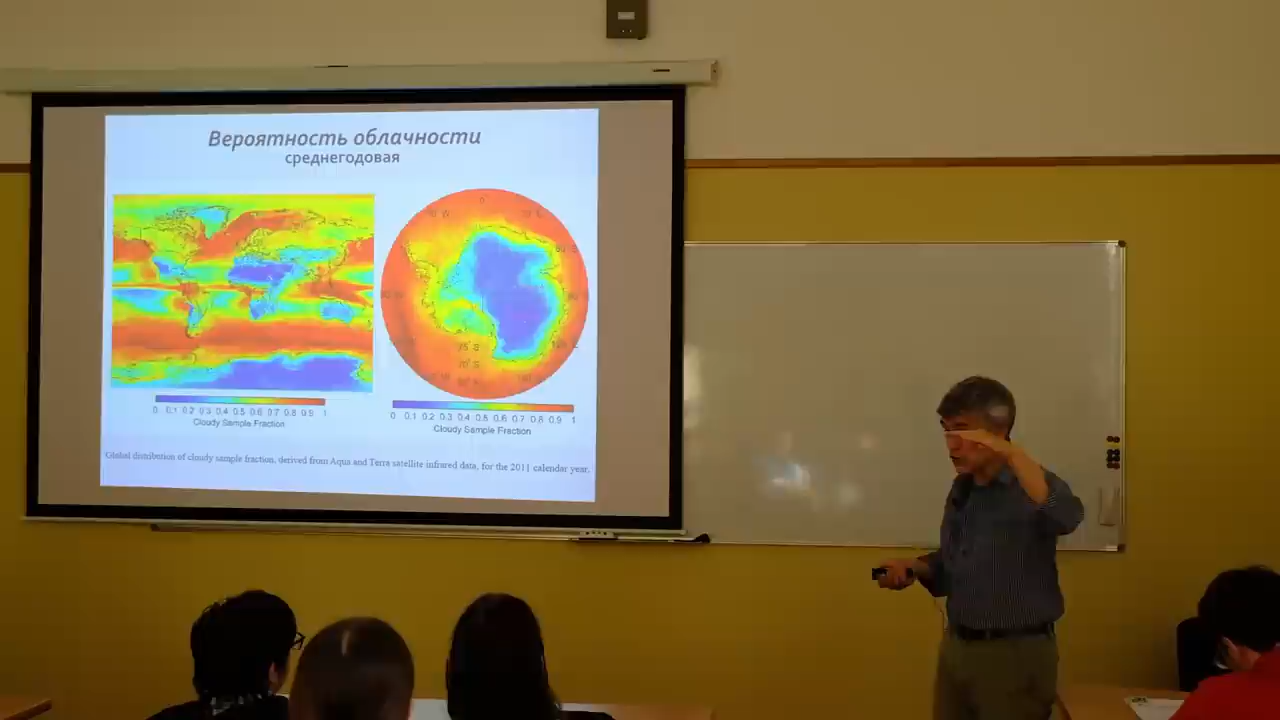 Вероятность облачности
среднегодовая
0 0.1 0.2 0.3 0.4 0.5 0.6 0.7 0.8 0.9 1
Cloudy Sample Fraction
0°
75° S
70° S
0 0.1 0.2 0.3 0.4 0.5 0.6 0.7 0.8 0.9 1
Cloudy Sample Fraction
Global distribution of cloudy sample fraction, derived from Aqua and Terra satellite infrared data, for the 2011 calendar year.